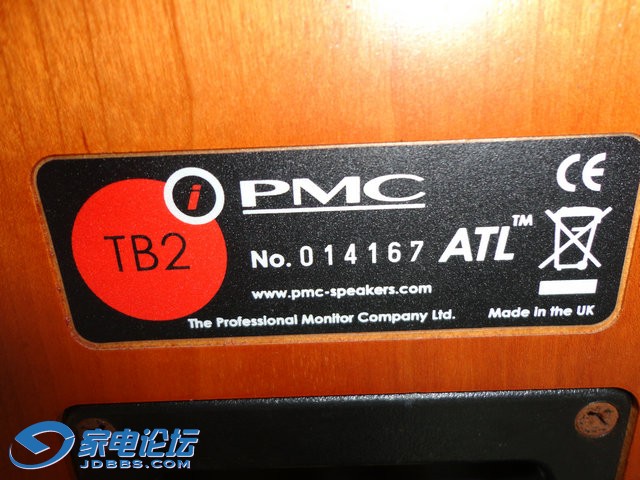 i PMC
TB2
No. 014167 ATL™
www.pmc-speakers.com
The Professional Monitor Company Ltd. Made in the UK
CE
家电论坛
JDBBS.COM